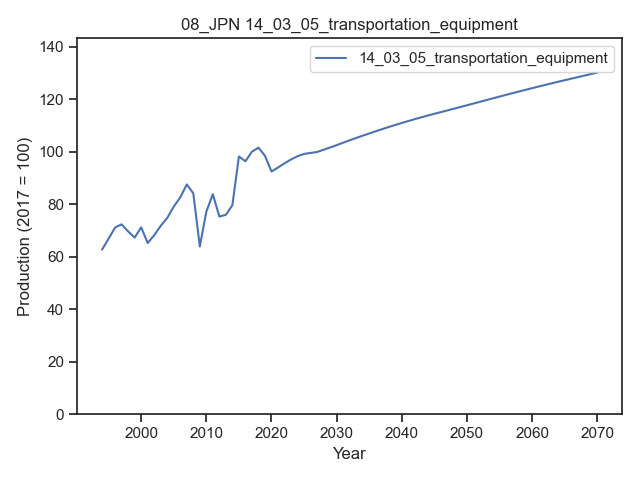 08_JPN 14_03_05_transportation_equipment
14_03_05_transportation_equipment
Production (2017 = 100)
140
120
100
80
60
40
20
0
2000 2010 2020 2030 2040 2050 2060 2070
Year